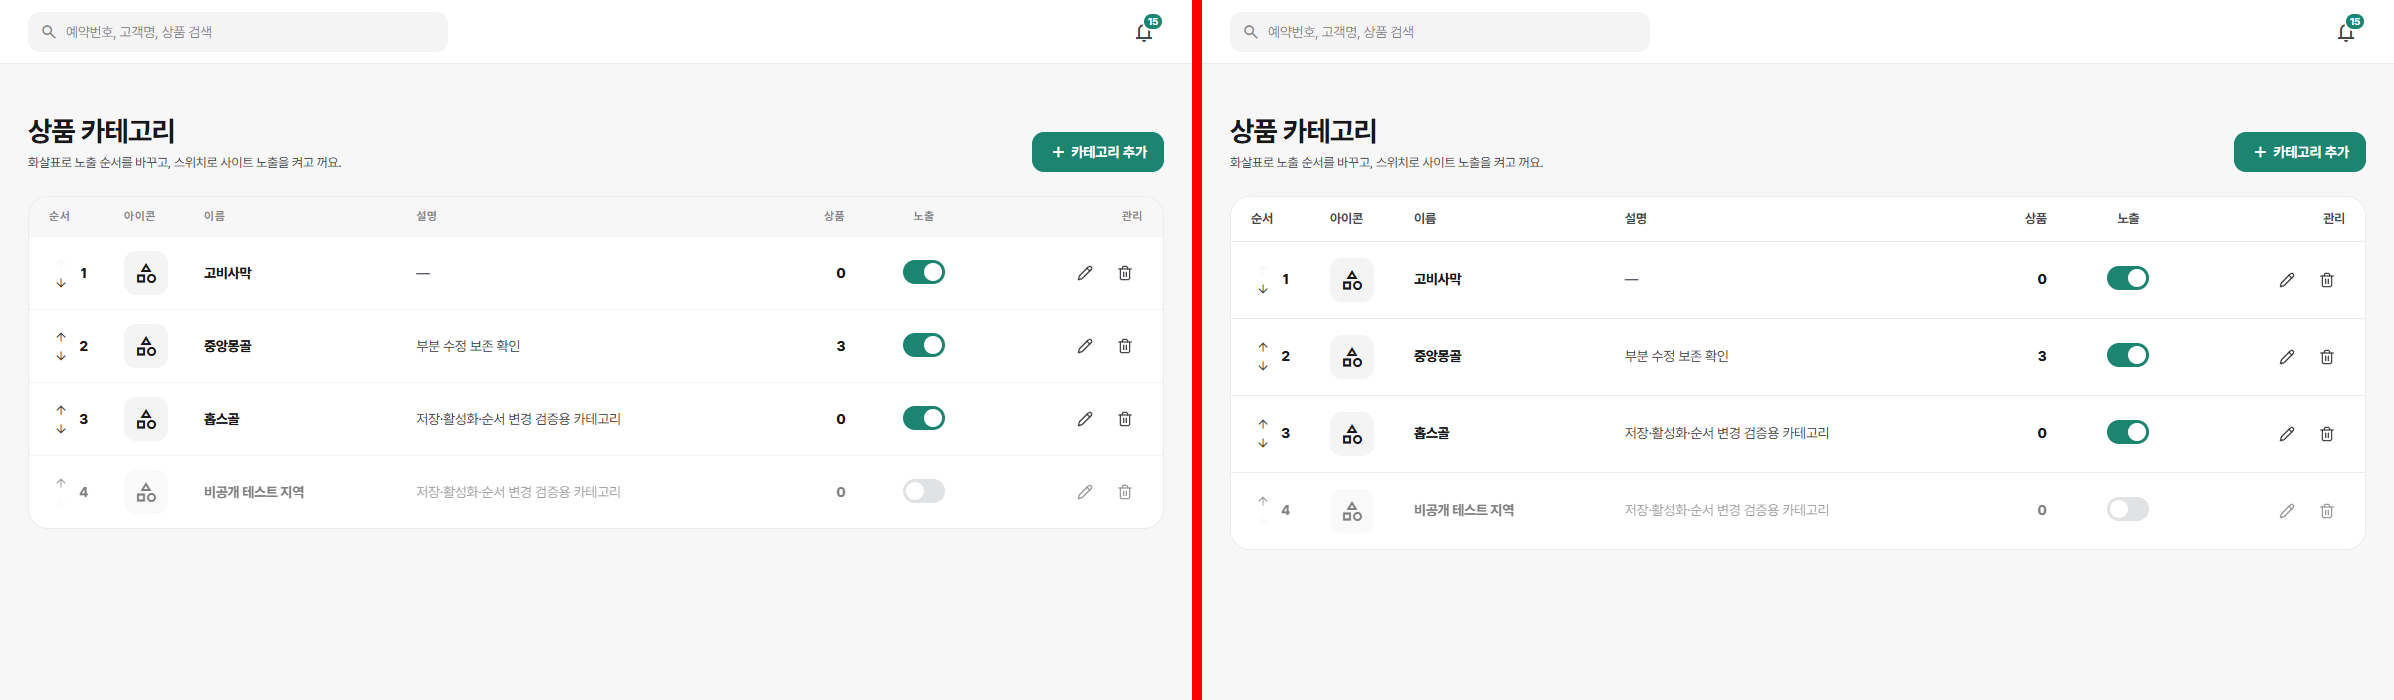 예약번호, 고객명, 상품 검색
15
상품 카테고리
화살표로 노출 순서를 바꾸고, 스위치로 사이트 노출을 켜고 꺼요.
카테고리 추가
순서 아이콘 이름 설명 상품 노출 관리
1 고비사막 — 0
2 중앙몽골 부분 수정 보존 확인 3
3 홉스골 저장·활성화·순서 변경 검증용 카테고리 0
4 비공개 테스트 지역 저장·활성화·순서 변경 검증용 카테고리 0
예약번호, 고객명, 상품 검색
15
상품 카테고리
화살표로 노출 순서를 바꾸고, 스위치로 사이트 노출을 켜고 꺼요.
카테고리 추가
순서 아이콘 이름 설명 상품 노출 관리
1 고비사막 — 0
2 중앙몽골 부분 수정 보존 확인 3
3 홉스골 저장·활성화·순서 변경 검증용 카테고리 0
4 비공개 테스트 지역 저장·활성화·순서 변경 검증용 카테고리 0